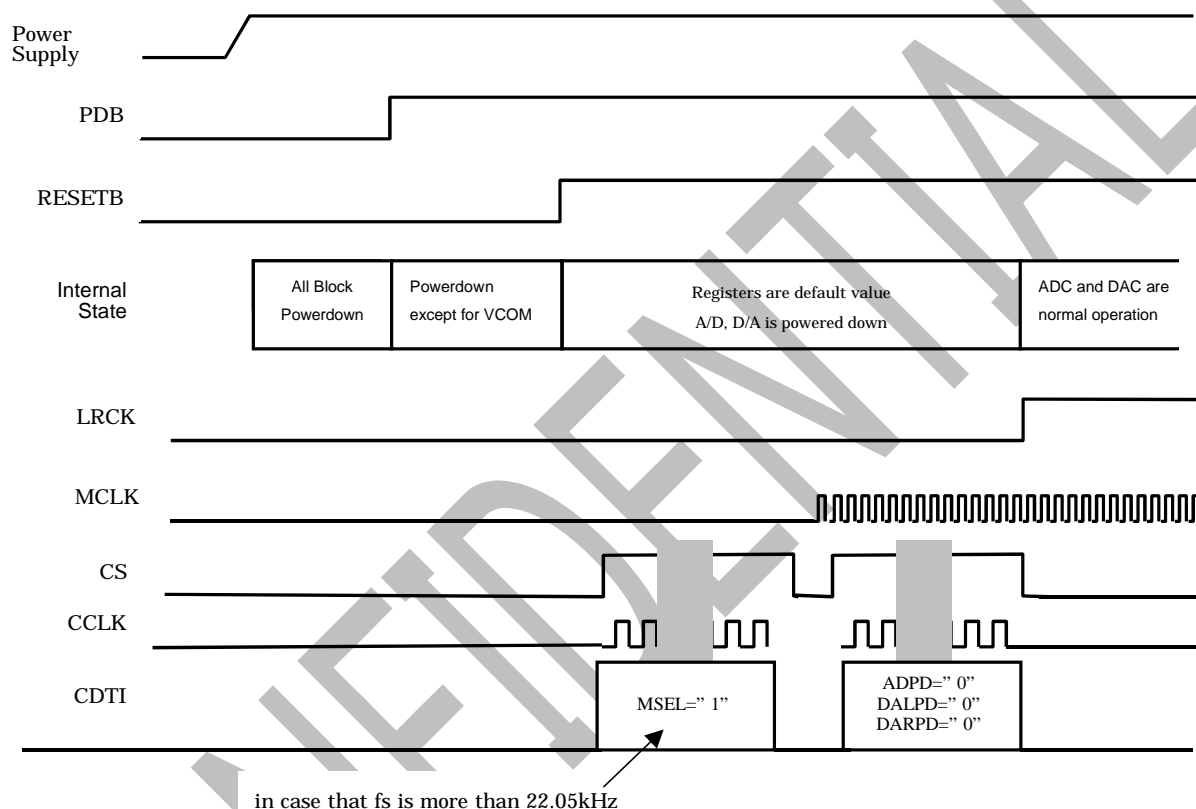 Power
Supply
PDB
RESETB
Internal
State
All Block
Powerdown
Powerdown
except for VCOM
Registers are default value
A/D, D/A is powered down
ADC and DAC are
normal operation
LRCK
MCLK
CS
CCLK
CDTI
MSEL=” 1”
ADPD=” 0”
DALPD=” 0”
DARPD=” 0”
in case that fs is more than 22.05kHz
NFIDENTIAL